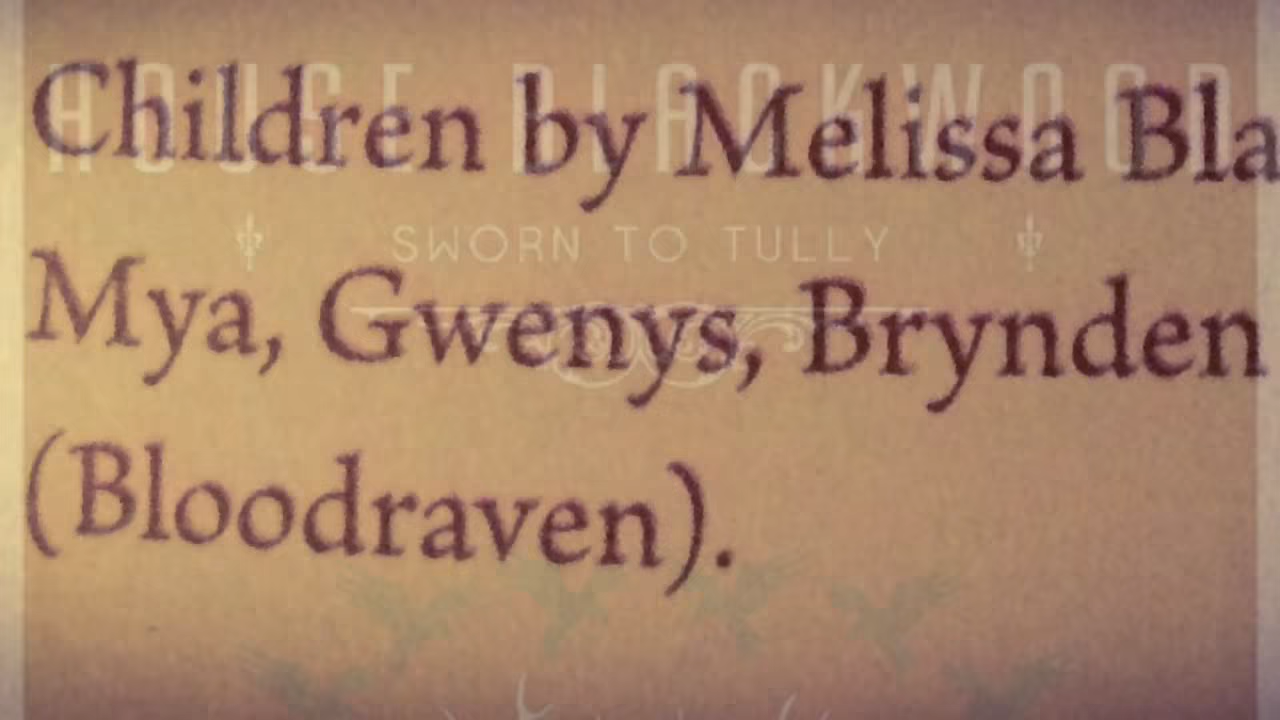 HOUSE BLACKWOOD
Children by Melissa Bla
SWORN TO TULLY
Mya, Gwenys, Brynden
(Bloodraven).